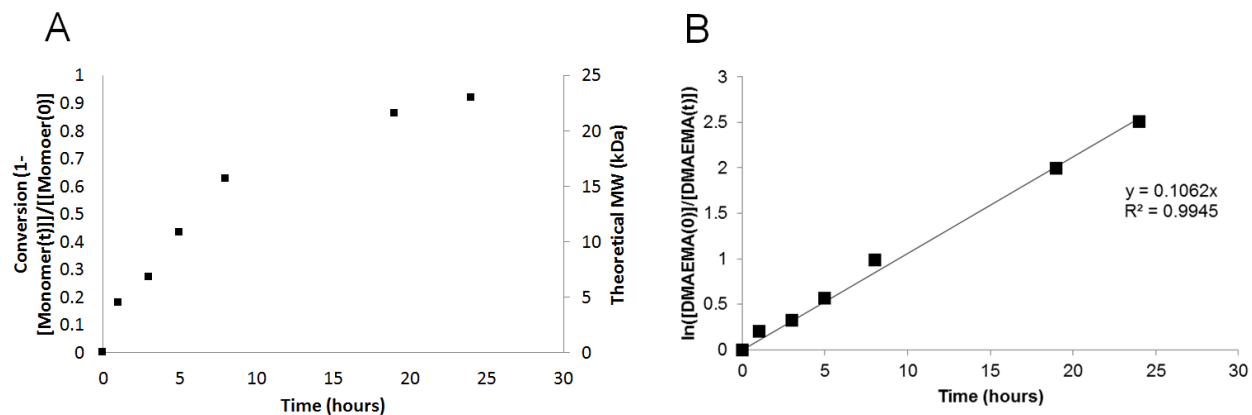 A
Conversion (1-
[Monomer(t)]]/[[Momoer(0)]
1
0.9
0.8
0.7
0.6
0.5
0.4
0.3
0.2
0.1
0
25
20
15
10
5
0
Theoretical MW (kDa)
0 5 10 15 20 25 30
Time (hours)
B
ln([DMAEMA(0)]/[DMAEMA(t)])
3
2.5
2
1.5
1
0.5
0
y = 0.1062x
R² = 0.9945
0 5 10 15 20 25 30
Time (hours)